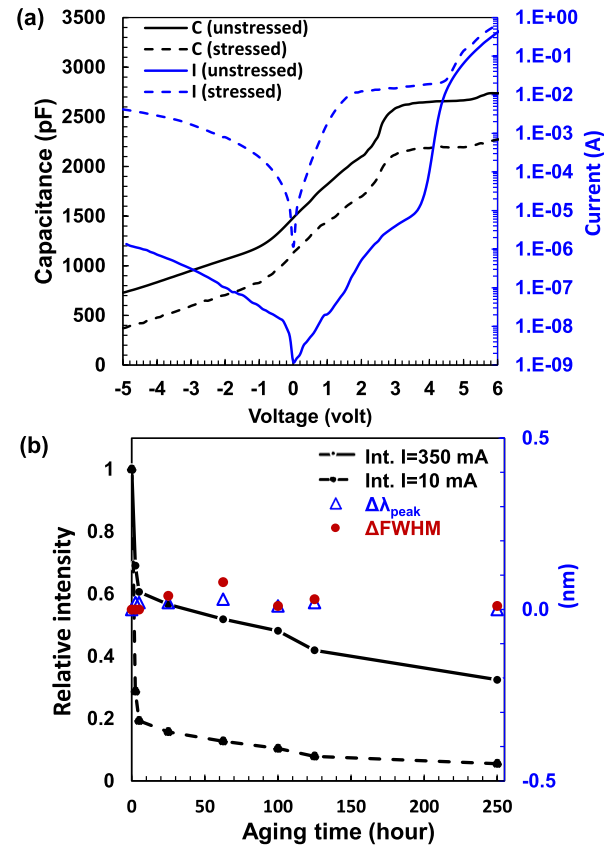 (a)
C (unstressed)
C (stressed)
I (unstressed)
I (stressed)
3500
3000
2500
2000
1500
1000
500
0
Capacitance (pF)
1.E+00
1.E-01
1.E-02
1.E-03
1.E-04
1.E-05
1.E-06
1.E-07
1.E-08
1.E-09
Current (A)
-5 -4 -3 -2 -1 0 1 2 3 4 5 6
Voltage (volt)
(b)
Int. I=350 mA
Int. I=10 mA
Δλpeak
ΔFWHM
1
0.8
0.6
0.4
0.2
0
Relative intensity
0.5
0.0
-0.5
(nm)
0 50 100 150 200 250
Aging time (hour)